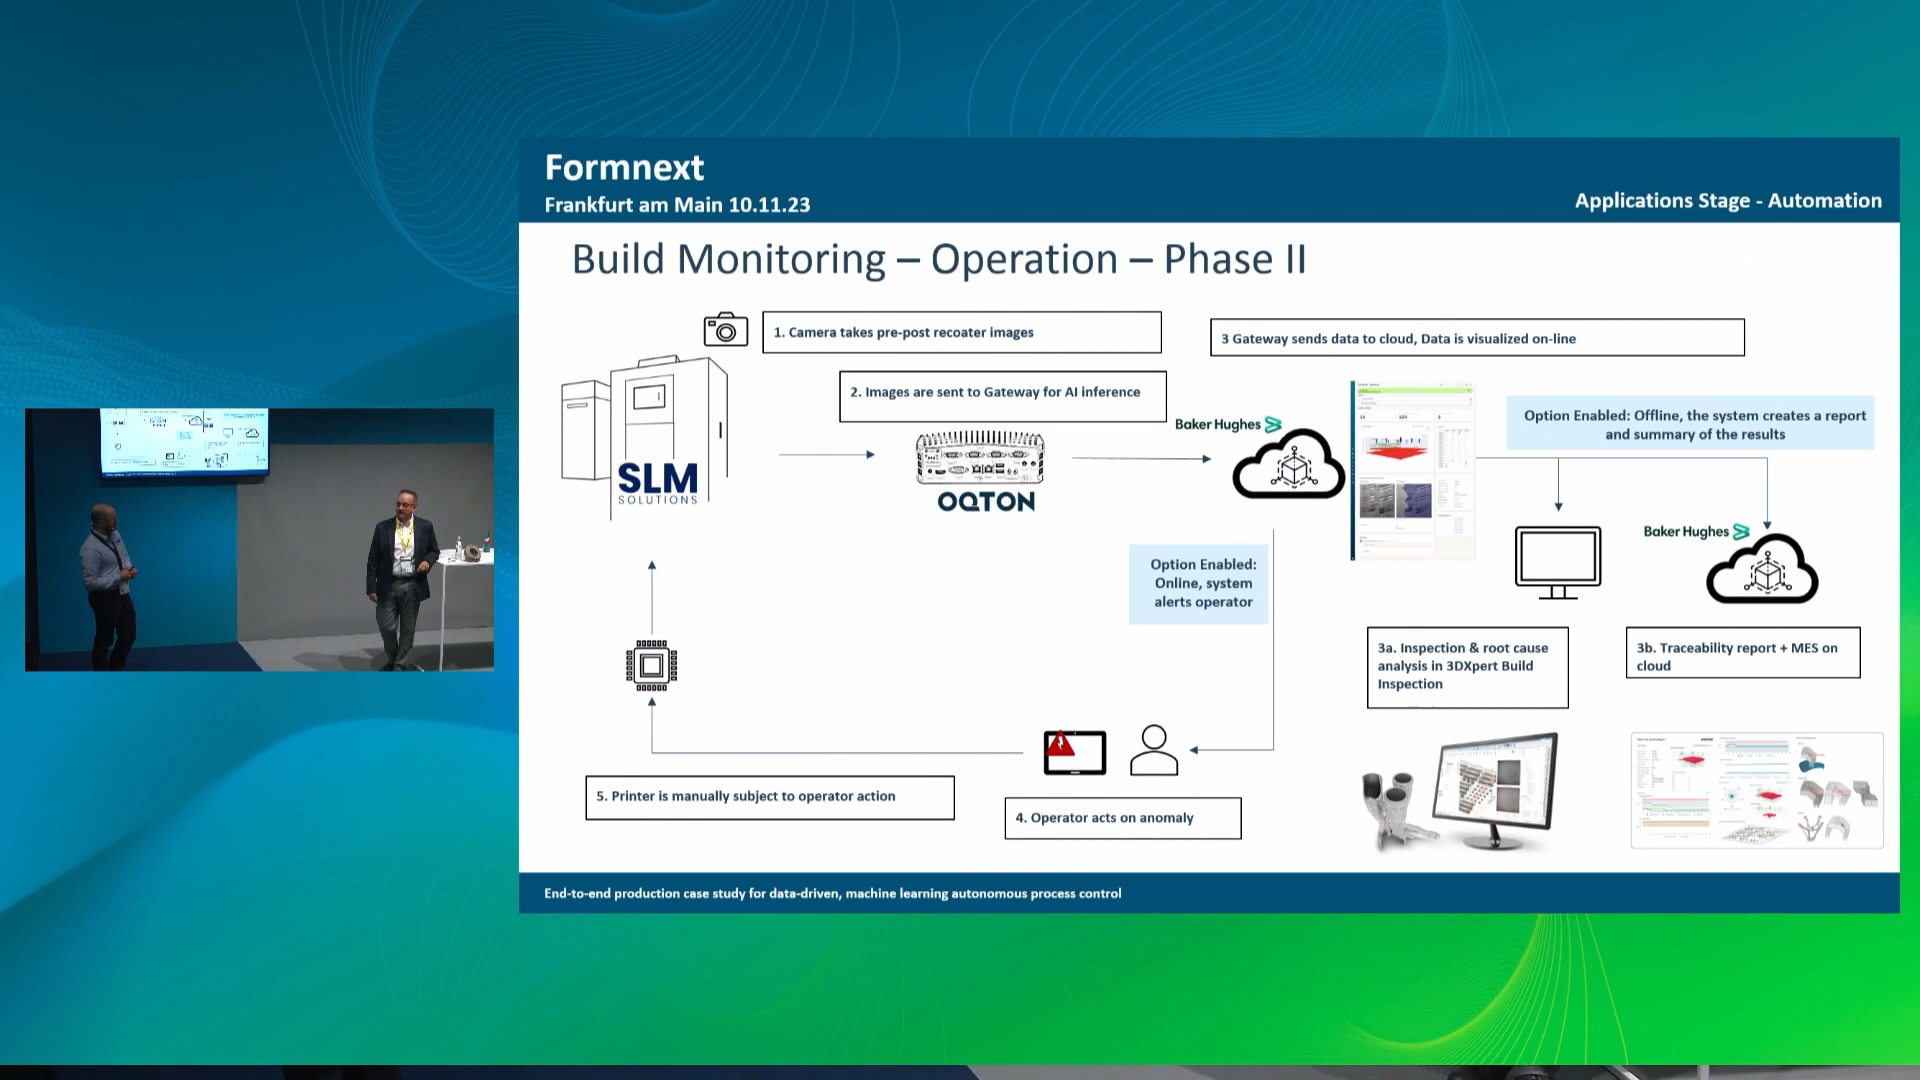 Formnext
Frankfurt am Main 10.11.23
Applications Stage - Automation
Build Monitoring – Operation – Phase II
1. Camera takes pre-post recoater images
3 Gateway sends data to cloud, Data is visualized on-line
2. Images are sent to Gateway for AI inference
Baker Hughes
Option Enabled: Offline, the system creates a report
and summary of the results
SLM
SOLUTIONS
OQTON
Baker Hughes
Option Enabled:
Online, system
alerts operator
3a. Inspection & root cause
analysis in 3DXpert Build
Inspection
3b. Traceability report + MES on
cloud
5. Printer is manually subject to operator action
4. Operator acts on anomaly
End-to-end production case study for data-driven, machine learning autonomous process control